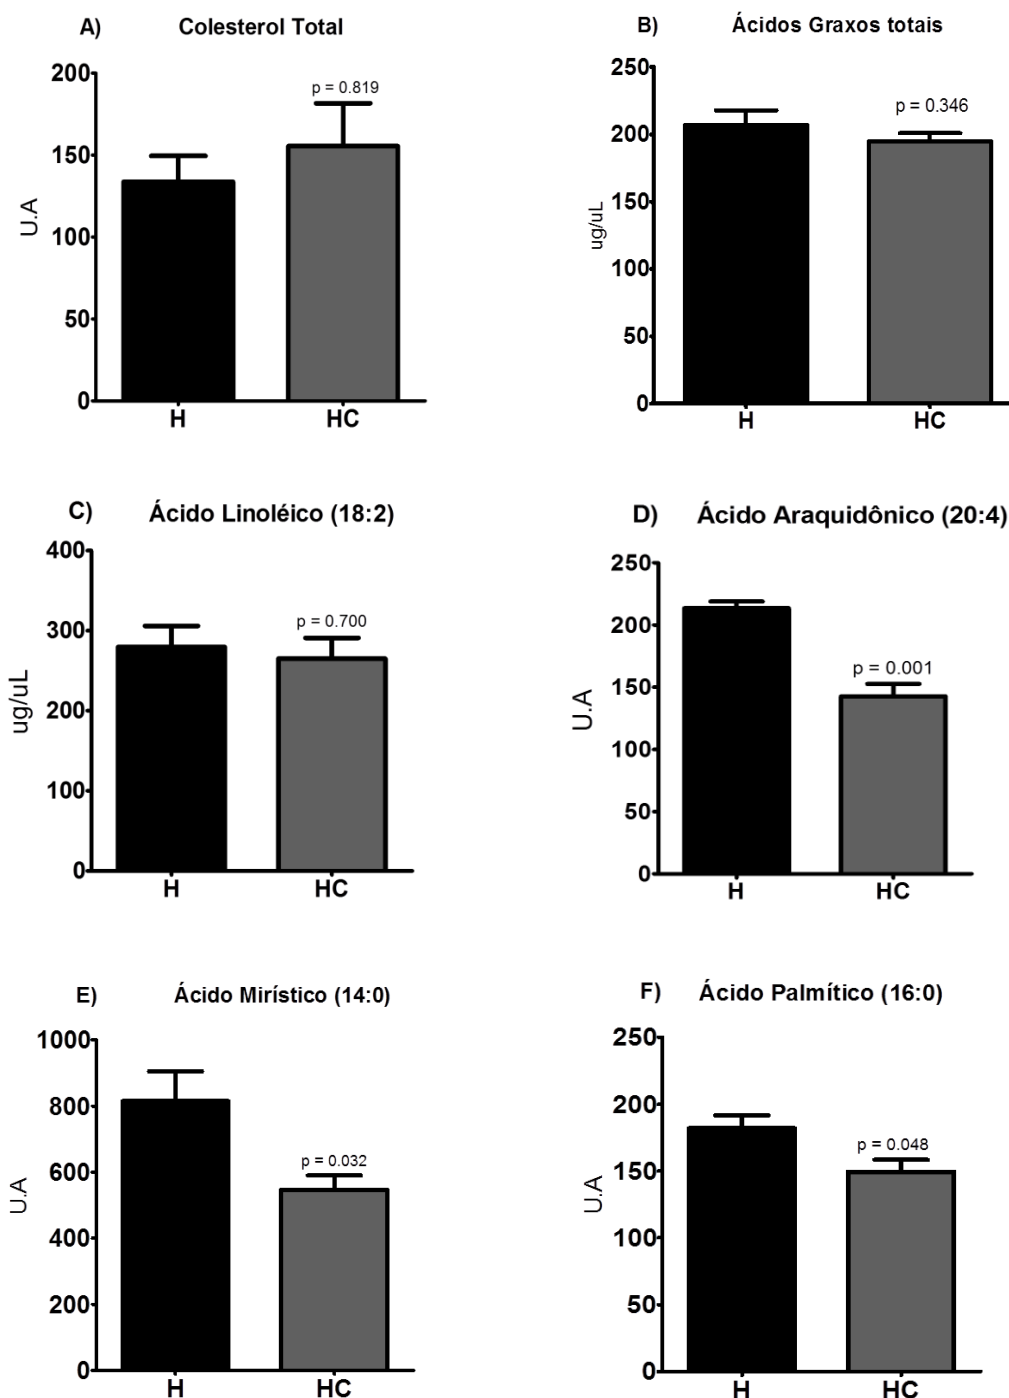 A) Colesterol Total
200
150
100
50
0
U.A
p = 0.819
H HC
B) Ácidos Graxos totais
250
200
150
100
50
0
ug/uL
p = 0.346
H HC
C) Ácido Linoléico (18:2)
400
300
200
100
0
ug/uL
p = 0.700
H HC
D) Ácido Araquidônico (20:4)
250
200
150
100
50
0
U.A
p = 0.001
H HC
E) Ácido Mirístico (14:0)
1000
800
600
400
200
0
U.A
p = 0.032
H HC
F) Ácido Palmítico (16:0)
250
200
150
100
50
0
U.A
p = 0.048
H HC